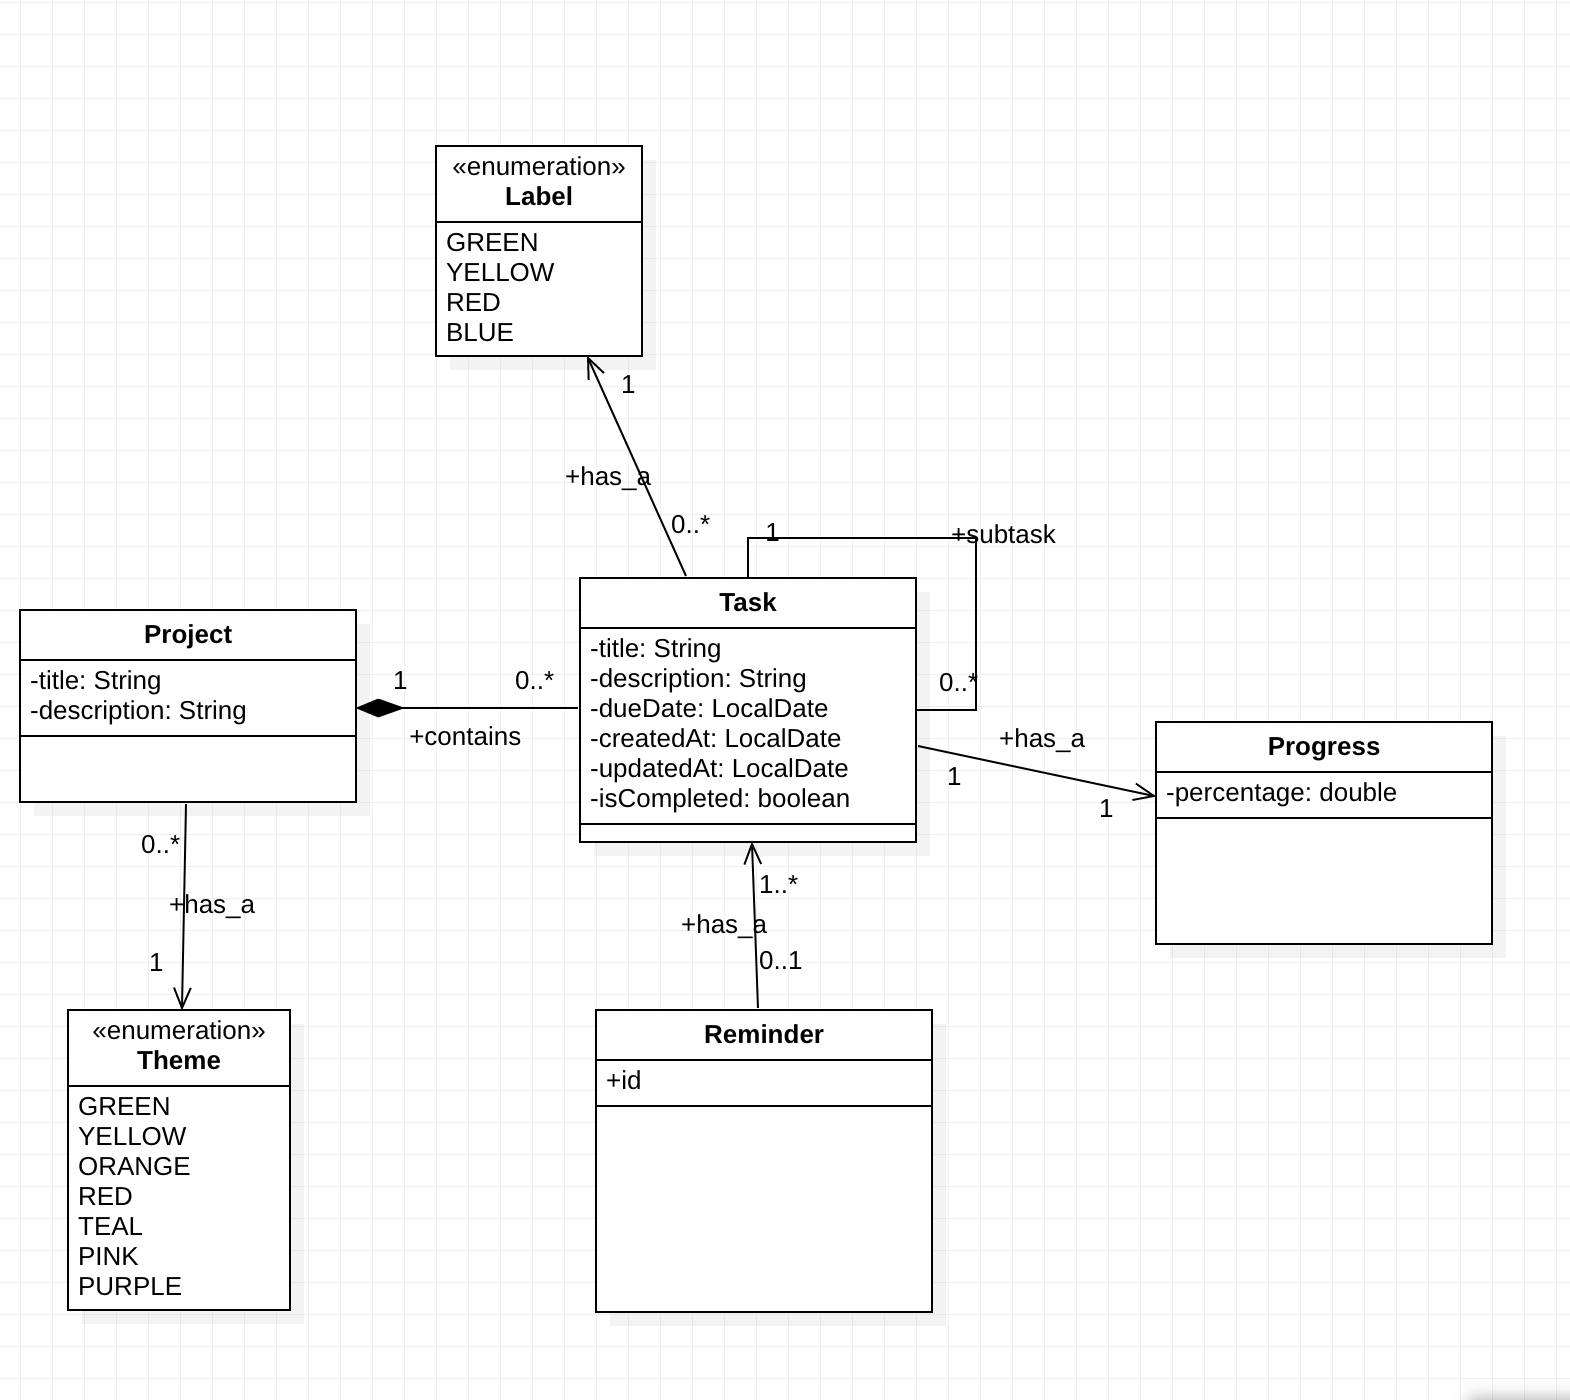 «enumeration»
Label
GREEN
YELLOW
RED
BLUE
1
+has_a
0..*
1
+subtask
Task
-title: String
-description: String
-dueDate: LocalDate
-createdAt: LocalDate
-updatedAt: LocalDate
-isCompleted: boolean
0..*
Project
-title: String
-description: String
1
0..*
+contains
+has_a
1
1
Progress
-percentage: double
0..*
+has_a
1
1..*
+has_a
0..1
«enumeration»
Theme
GREEN
YELLOW
ORANGE
RED
TEAL
PINK
PURPLE
Reminder
+id